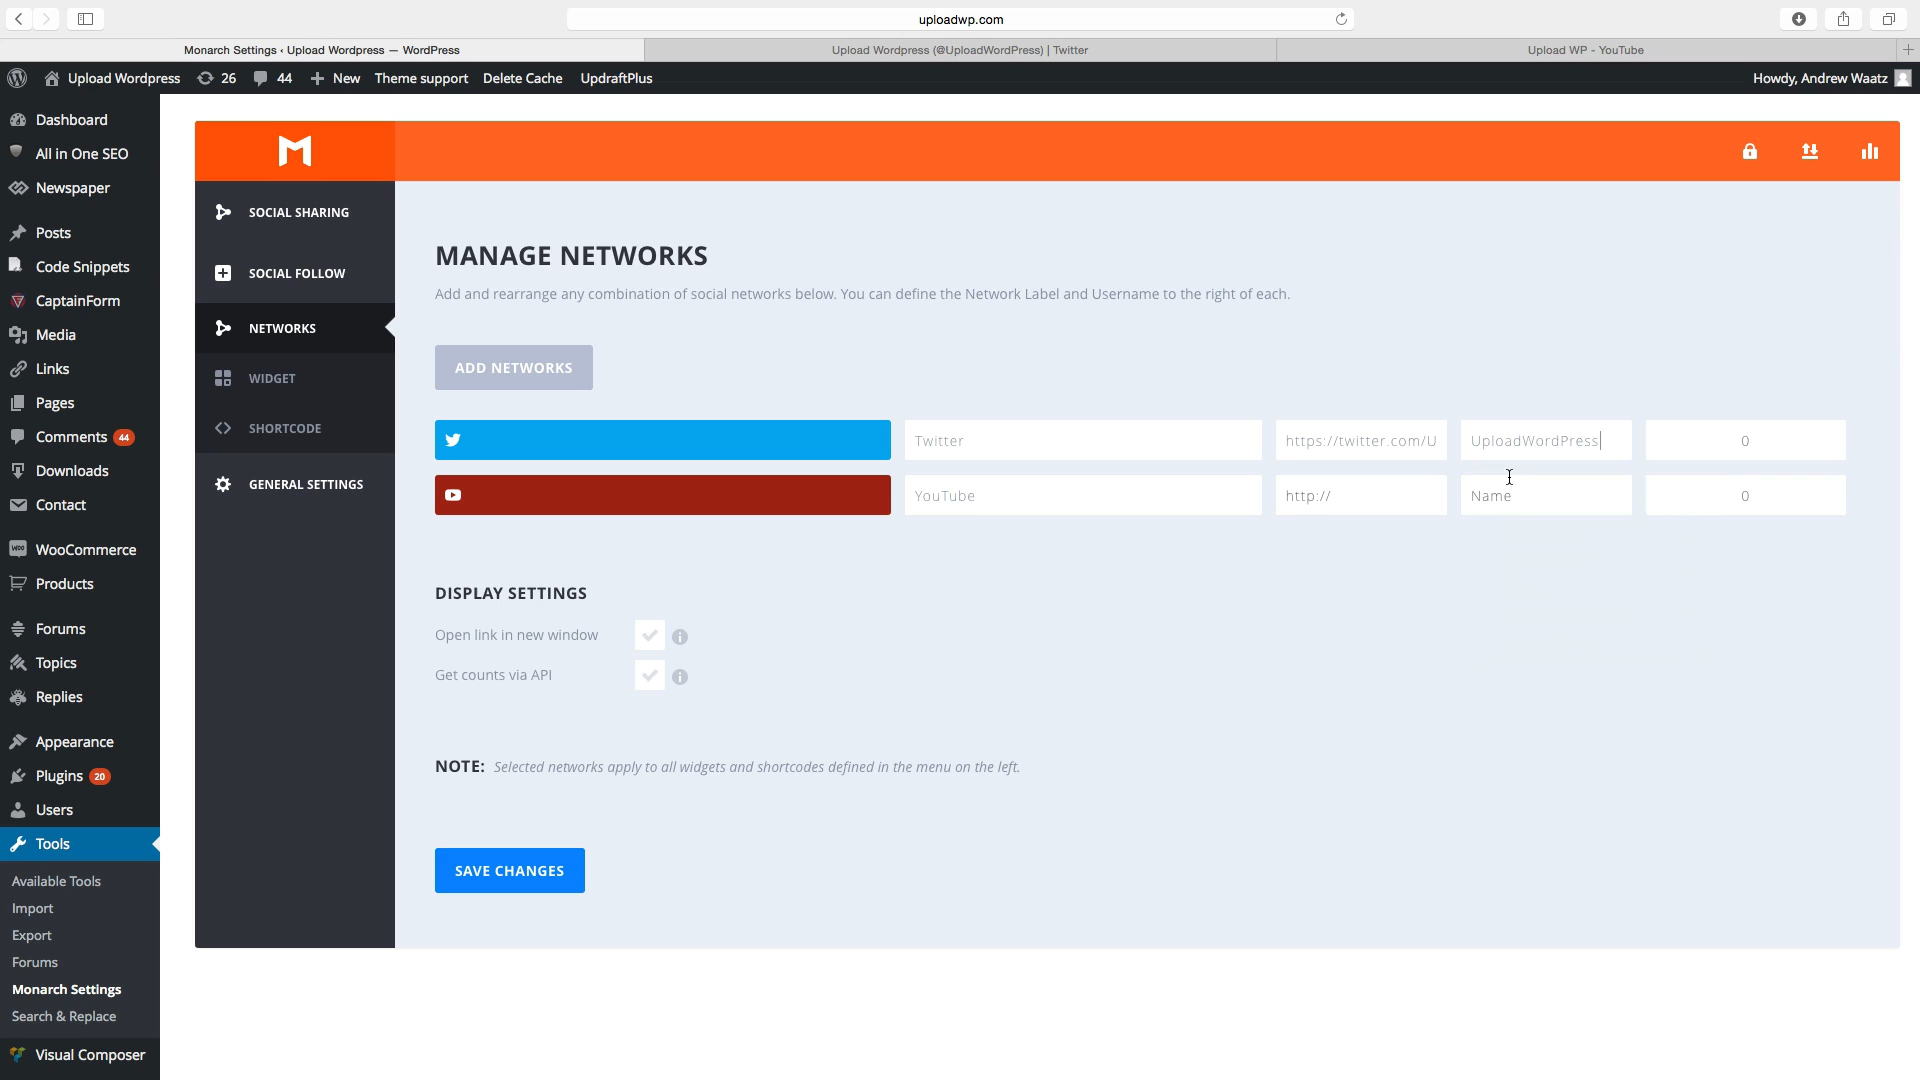 uploadwp.com
Monarch Settings ‹ Upload Wordpress — WordPress
Upload Wordpress (@UploadWordPress) | Twitter
Upload WP - YouTube
Upload Wordpress 26 44 New Theme support Delete Cache UpdraftPlus
Howdy, Andrew Waatz
Dashboard
All in One SEO
Newspaper
Posts
Code Snippets
CaptainForm
Media
Links
Pages
Comments 44
Downloads
Contact
WooCommerce
Products
Forums
Topics
Replies
Appearance
Plugins 20
Users
Tools
Available Tools
Import
Export
Forums
Monarch Settings
Search & Replace
Visual Composer
SOCIAL SHARING
SOCIAL FOLLOW
NETWORKS
WIDGET
SHORTCODE
GENERAL SETTINGS
MANAGE NETWORKS
Add and rearrange any combination of social networks below. You can define the Network Label and Username to the right of each.
ADD NETWORKS
Twitter https://twitter.com/U UploadWordPress 0
YouTube http:// Name 0
DISPLAY SETTINGS
Open link in new window
Get counts via API
NOTE: Selected networks apply to all widgets and shortcodes defined in the menu on the left.
SAVE CHANGES